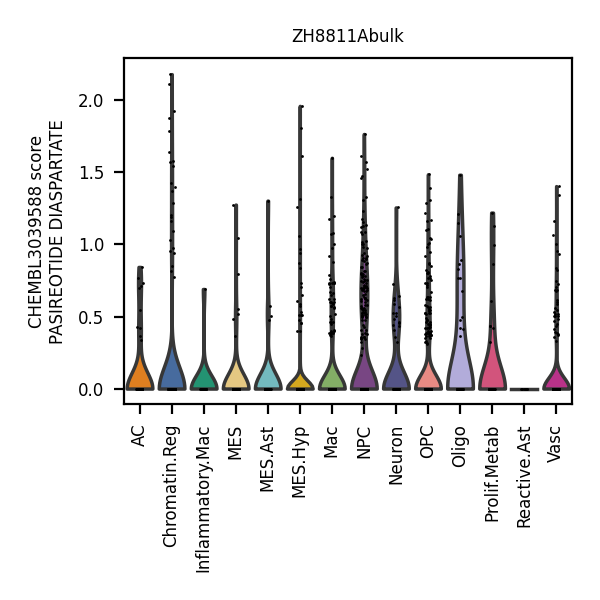 ZH8811Abulk
CHEMBL3039588 score
PASIREOTIDE DIASPARTATE
2.0
1.5
1.0
0.5
0.0
AC
Chromatin.Reg
Inflammatory.Mac
MES
MES.Ast
MES.Hyp
Mac
NPC
Neuron
OPC
Oligo
Prolif.Metab
Reactive.Ast
Vasc